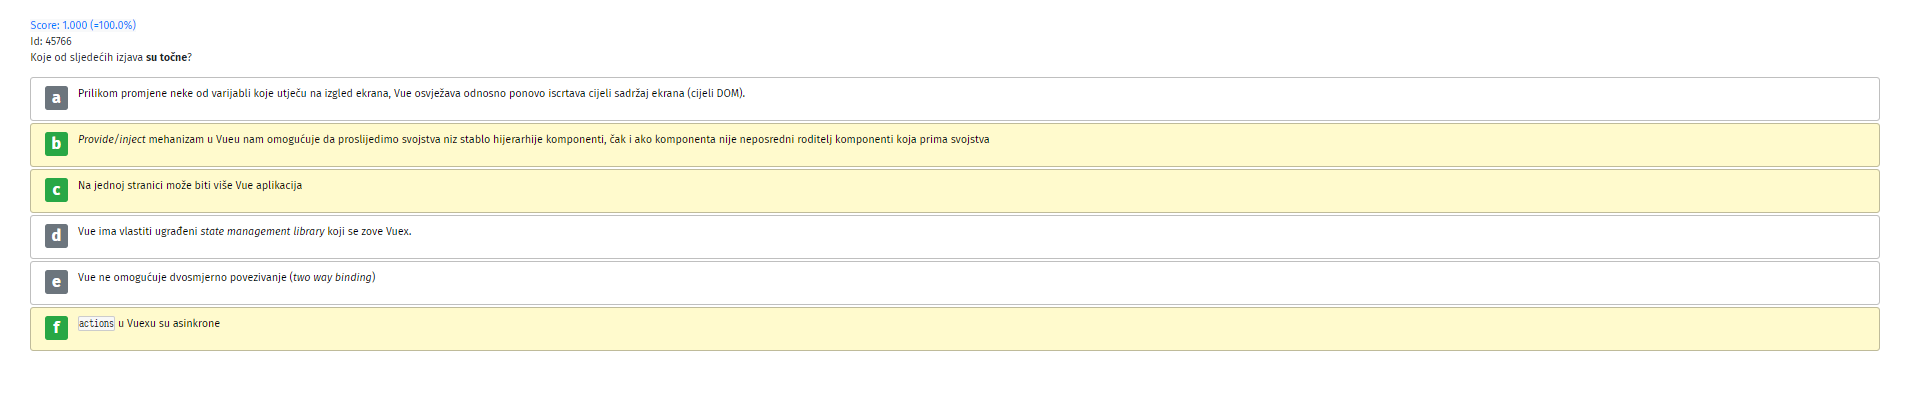 Score: 1.000 (=100.0%)
Id: 45766
Koje od sljedećih izjava su točne?
a Prilikom promjene neke od varijabli koje utječu na izgled ekrana, Vue osvježava odnosno ponovo iscrtava cijeli sadržaj ekrana (cijeli DOM).
b Provide/inject mehanizam u Vueu nam omogućuje da proslijedimo svojstva niz stablo hijerarhije komponenti, čak i ako komponenta nije neposredni roditelj komponenti koja prima svojstva
c Na jednoj stranici može biti više Vue aplikacija
d Vue ima vlastiti ugrađeni state management library koji se zove Vuex.
e Vue ne omogućuje dvosmjerno povezivanje (two way binding)
f actions u Vuexu su asinkrone